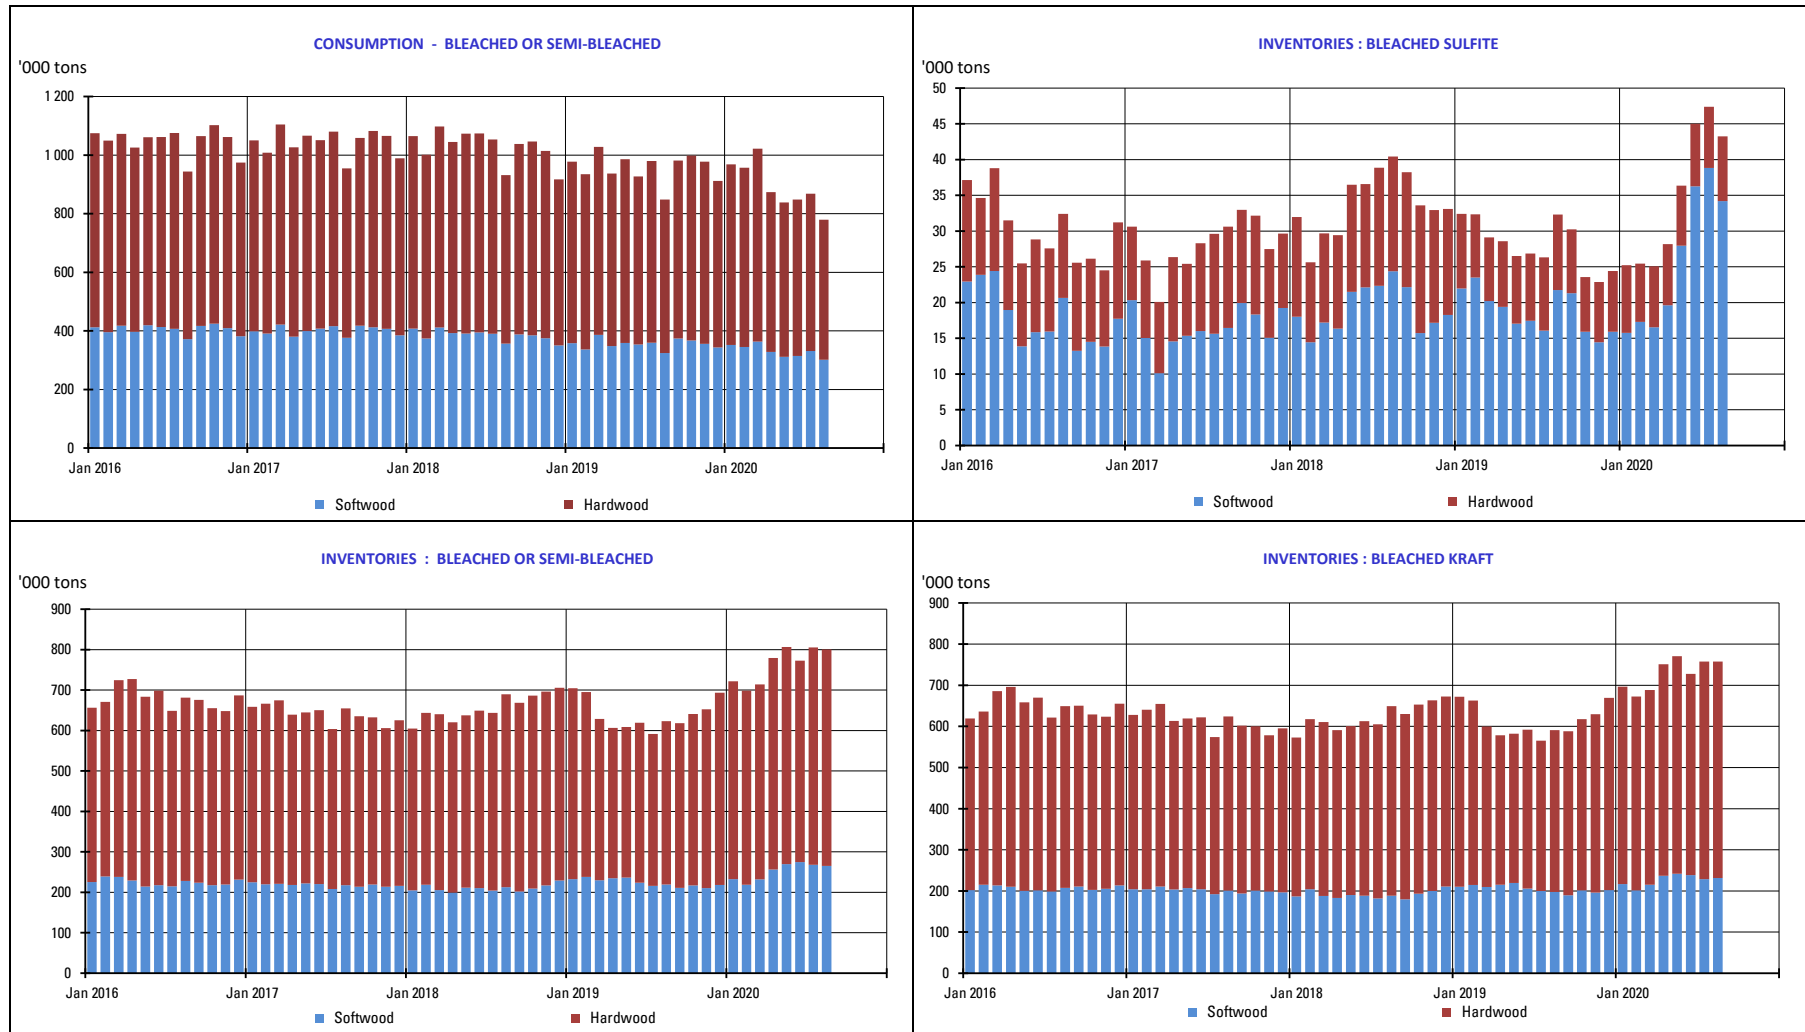 CONSUMPTION - BLEACHED OR SEMI-BLEACHED
'000 tons
1 200
1 000
800
600
400
200
0
Jan 2016 Jan 2017 Jan 2018 Jan 2019 Jan 2020
Softwood Hardwood
INVENTORIES : BLEACHED SULFITE
'000 tons
50
45
40
35
30
25
20
15
10
5
0
Jan 2016 Jan 2017 Jan 2018 Jan 2019 Jan 2020
Softwood Hardwood
INVENTORIES : BLEACHED OR SEMI-BLEACHED
'000 tons
900
800
700
600
500
400
300
200
100
0
Jan 2016 Jan 2017 Jan 2018 Jan 2019 Jan 2020
Softwood Hardwood
INVENTORIES : BLEACHED KRAFT
'000 tons
900
800
700
600
500
400
300
200
100
0
Jan 2016 Jan 2017 Jan 2018 Jan 2019 Jan 2020
Softwood Hardwood